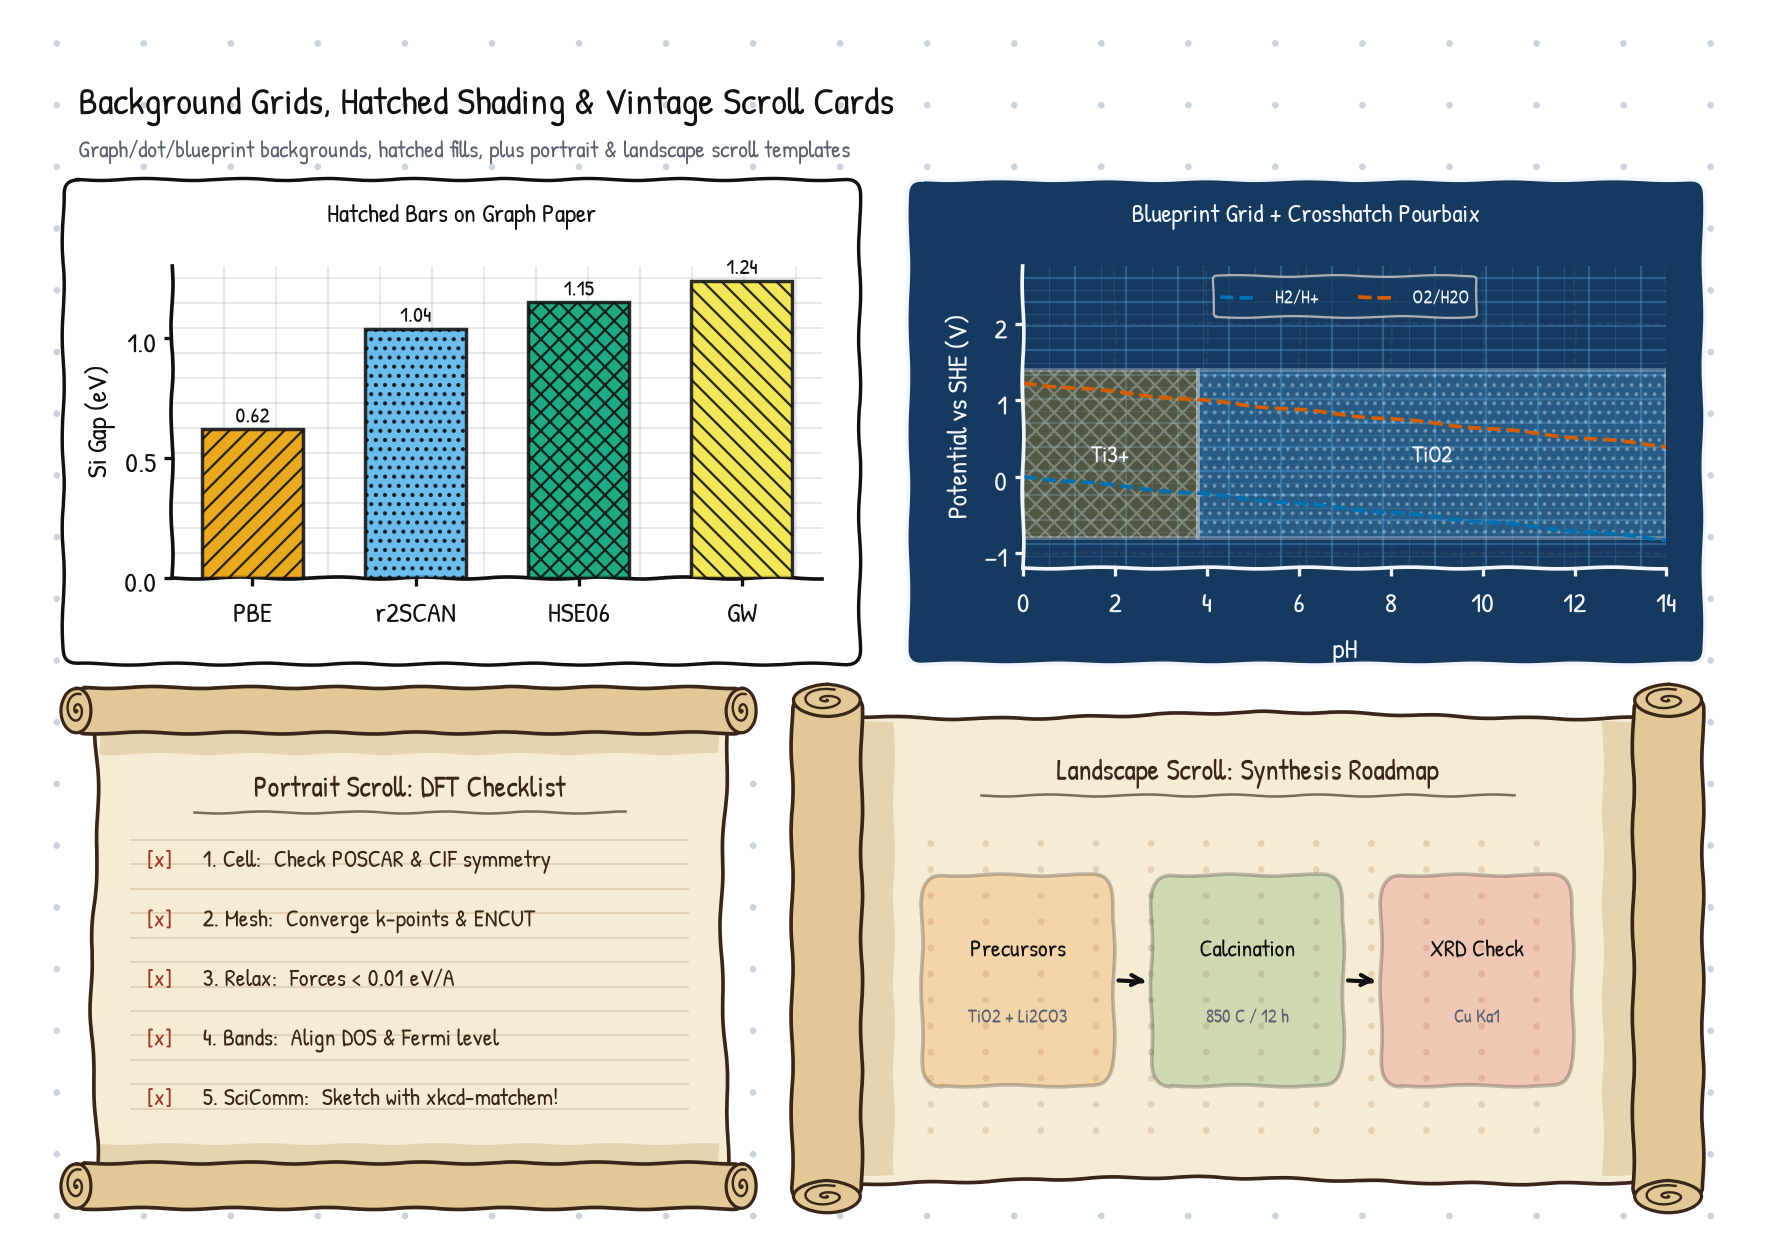 Background Grids, Hatched Shading & Vintage Scroll Cards
Graph/dot/blueprint backgrounds, hatched fills, plus portrait & landscape scroll templates
Hatched Bars on Graph Paper
Si Gap (eV)
1.0
0.5
0.0
0.62
1.04
1.15
1.24
PBE
r2SCAN
HSE06
GW
Blueprint Grid + Crosshatch Pourbaix
H2/H+
O2/H2O
Potential vs SHE (V)
2
1
0
−1
Ti3+
TiO2
0
2
4
6
8
10
12
14
pH
Portrait Scroll: DFT Checklist
[x] 1. Cell: Check POSCAR & CIF symmetry
[x] 2. Mesh: Converge k-points & ENCUT
[x] 3. Relax: Forces < 0.01 eV/A
[x] 4. Bands: Align DOS & Fermi level
[x] 5. SciComm: Sketch with xkcd-matchem!
Landscape Scroll: Synthesis Roadmap
Precursors
TiO2 + Li2CO3
Calcination
850 C / 12 h
XRD Check
Cu Ka1